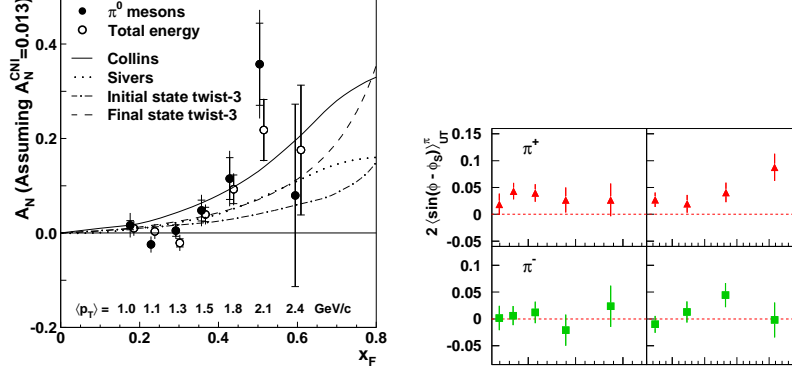 A_N (Assuming A_N^CNI=0.013)
0.4
0.2
0.0
-0.2
π⁰ mesons
Total energy
Collins
Sivers
Initial state twist-3
Final state twist-3
⟨p_T⟩ = 1.0 1.1 1.3 1.5 1.8 2.1 2.4 GeV/c
0 0.2 0.4 0.6 0.8
x_F
2 ⟨sin(ϕ - ϕ_S)⟩^π_UT
0.15
0.1
0.05
0
-0.05
π⁺
0.1
0.05
0
-0.05
π⁻